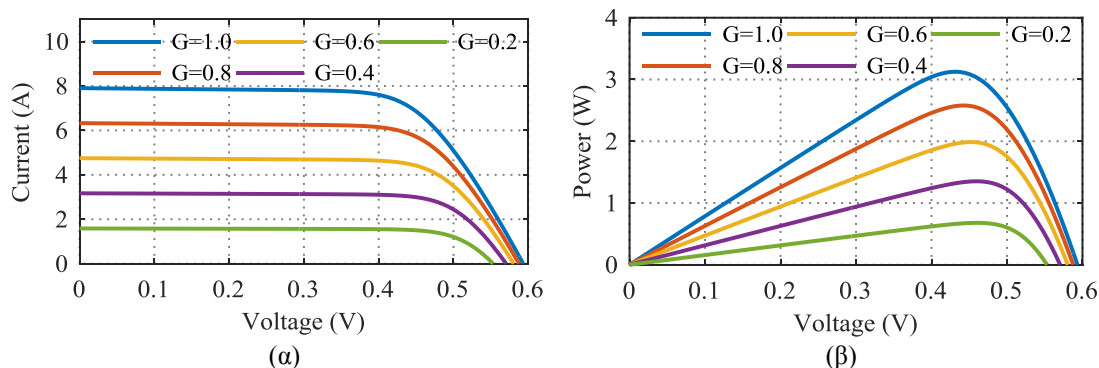 Current (A)
10
8
6
4
2
0
G=1.0 G=0.6 G=0.2
G=0.8 G=0.4
0 0.1 0.2 0.3 0.4 0.5 0.6
Voltage (V)
(α)
Power (W)
4
3
2
1
0
G=1.0 G=0.6 G=0.2
G=0.8 G=0.4
0 0.1 0.2 0.3 0.4 0.5 0.6
Voltage (V)
(β)